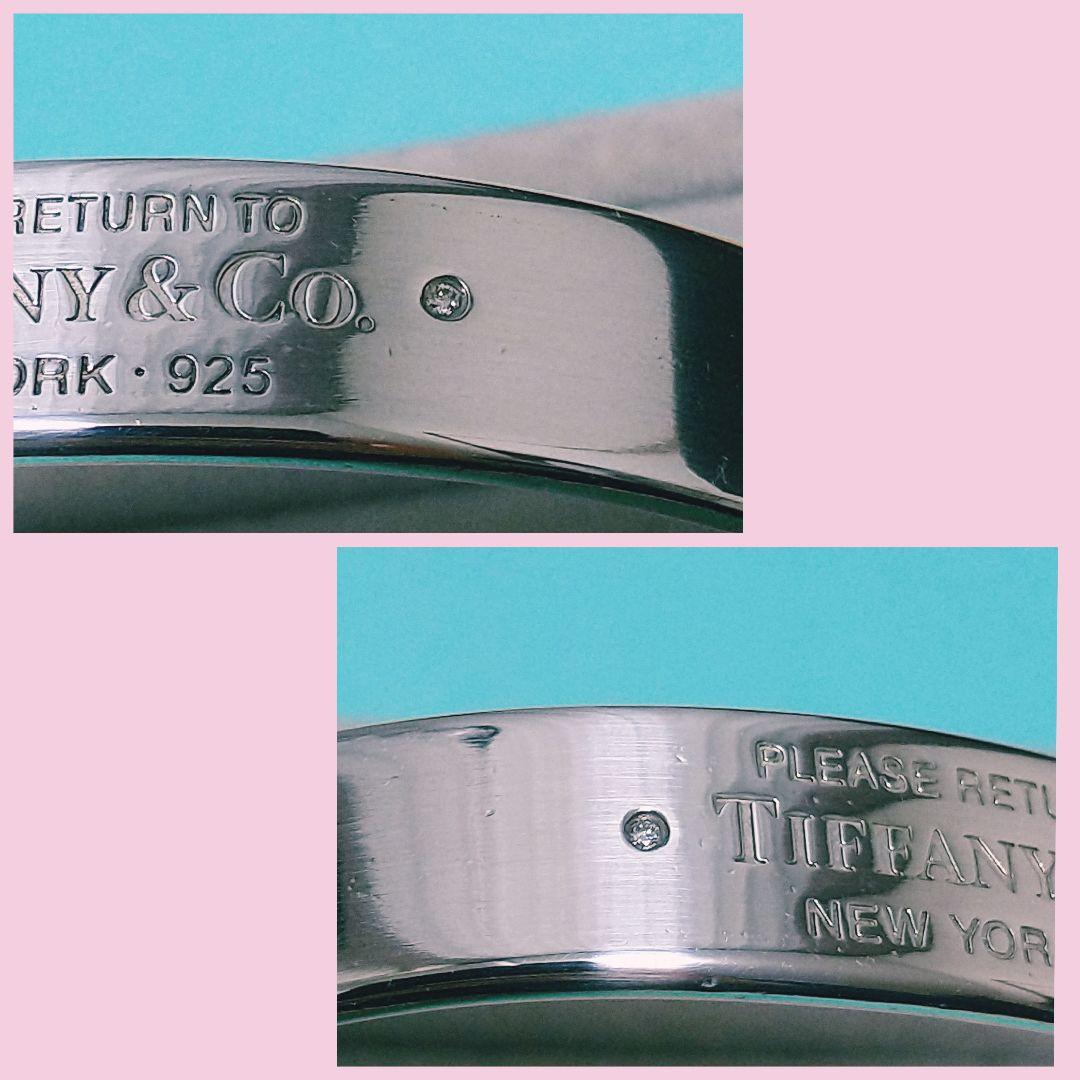 RETURN TO
NY & Co.
ORK · 925
PLEASE RETU
TIFFANY
NEW YOR